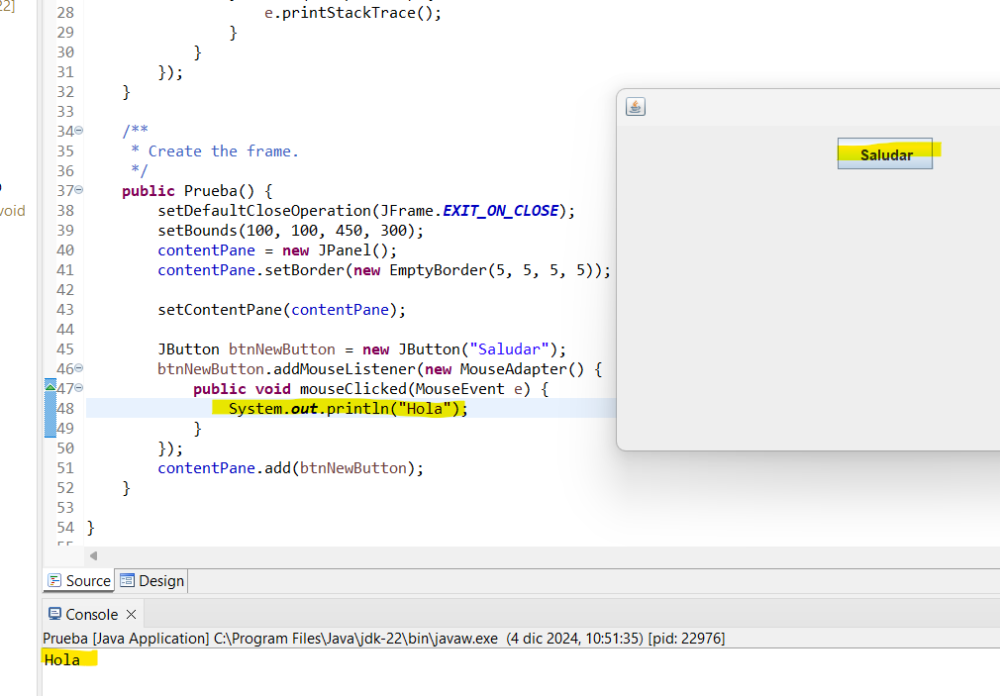 22]
28 e.printStackTrace();
29 }
30 }
31 });
32 }
33
34 /**
35 * Create the frame.
36 */
37 public Prueba() {
38 setDefaultCloseOperation(JFrame.EXIT_ON_CLOSE);
39 setBounds(100, 100, 450, 300);
40 contentPane = new JPanel();
41 contentPane.setBorder(new EmptyBorder(5, 5, 5, 5));
42
43 setContentPane(contentPane);
44
45 JButton btnNewButton = new JButton("Saludar");
46 btnNewButton.addMouseListener(new MouseAdapter() {
47 public void mouseClicked(MouseEvent e) {
48 System.out.println("Hola");
49 }
50 });
51 contentPane.add(btnNewButton);
52 }
53
54 }
55
void
Saludar
Source Design
Console
Prueba [Java Application] C:\Program Files\Java\jdk-22\bin\javaw.exe (4 dic 2024, 10:51:35) [pid: 22976]
Hola